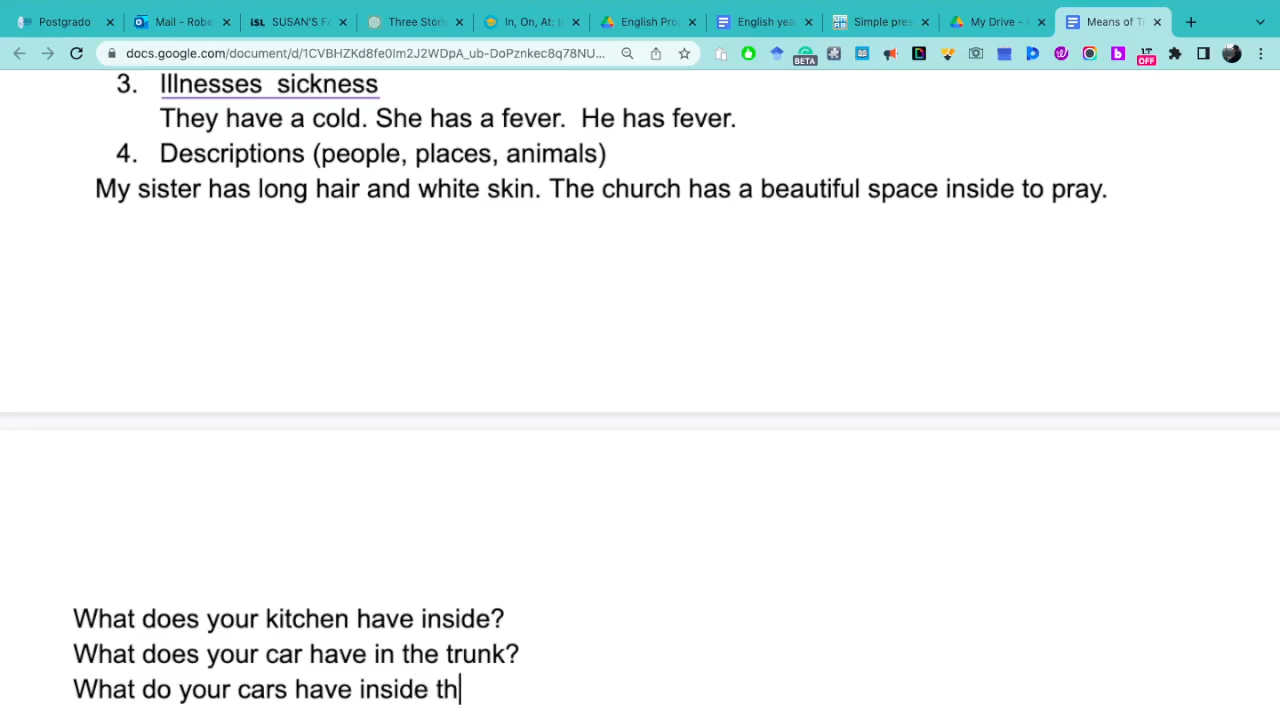 Postgrado
Mail - Robe
iSL SUSAN'S F
Three Stori
In, On, At: I
English Pro
English yea
Simple pres
My Drive -
Means of T
docs.google.com/document/d/1CVBHZKd8fe0Im2J2WDpA_ub-DoPznkec8q78NU...
BETA
LT
OFF
3. Illnesses sickness
They have a cold. She has a fever. He has fever.
4. Descriptions (people, places, animals)
My sister has long hair and white skin. The church has a beautiful space inside to pray.
What does your kitchen have inside?
What does your car have in the trunk?
What do your cars have inside th